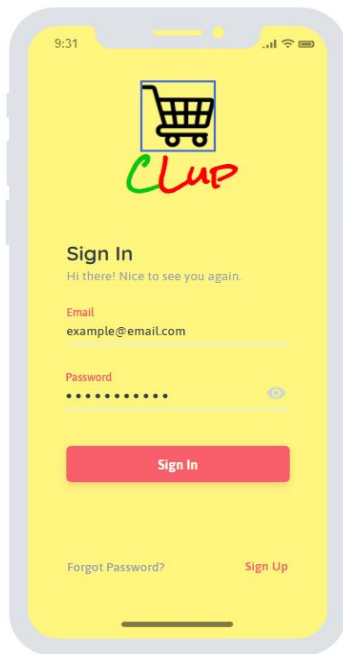 9:31
CLup
Sign In
Hi there! Nice to see you again.
Email
example@email.com
Password
•••••••••••
Sign In
Forgot Password? Sign Up